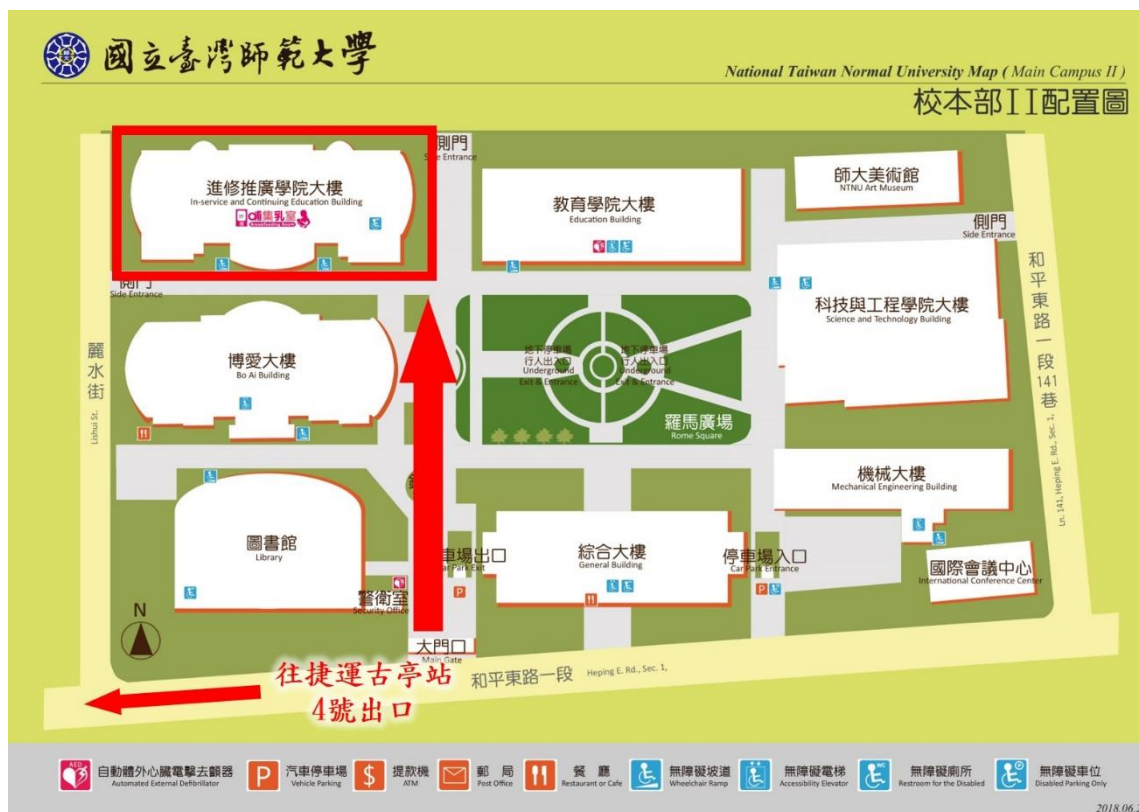 國立臺灣師範大學
National Taiwan Normal University Map ( Main Campus II )
校本部II配置圖
側門
Side Entrance
進修推廣學院大樓
In-service and Continuing Education Building
哺集乳室
Breastfeeding Room
教育學院大樓
Education Building
師大美術館
NTNU Art Museum
側門
Side Entrance
側門
Side Entrance
科技與工程學院大樓
Science and Technology Building
和平東路一段141巷
Ln. 141, Heping E. Rd., Sec. 1,
麗水街
Lishui St.
博愛大樓
Bo Ai Building
地下停車場
行人出入口
Underground
Exit & Entrance
地下停車場
行人出入口
Underground
Exit & Entrance
羅馬廣場
Rome Square
機械大樓
Mechanical Engineering Building
圖書館
Library
車場出口
Car Park Exit
綜合大樓
General Building
停車場入口
Car Park Entrance
國際會議中心
International Conference Center
警衛室
Security Office
P
P
N
大門口
Main Gate
往捷運古亭站
4號出口
和平東路一段 Heping E. Rd., Sec. 1,
AED
自動體外心臟電擊去顫器
Automated External Defibrillator
P
汽車停車場
Vehicle Parking
$
提款機
ATM
郵局
Post Office
餐廳
Restaurant or Cafe
無障礙坡道
Wheelchair Ramp
無障礙電梯
Accessibility Elevator
WC
無障礙廁所
Restroom for the Disabled
無障礙車位
Disabled Parking Only